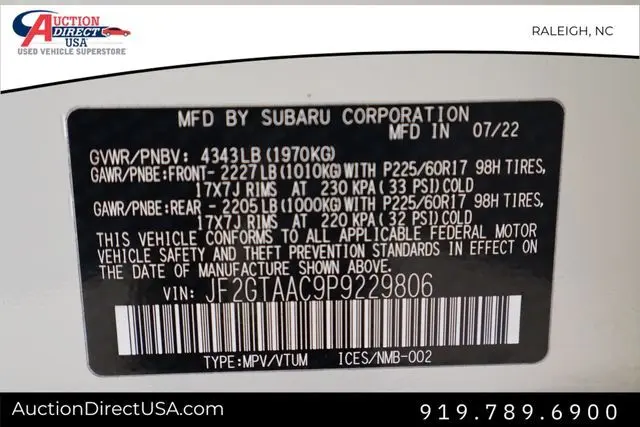 AUCTION
DIRECT
USA
USED VEHICLE SUPERSTORE
RALEIGH, NC
MFD BY SUBARU CORPORATION
MFD IN 07/22
GVWR/PNBV: 4343LB (1970KG)
GAWR/PNBE:FRONT-2227LB (1010KG) WITH P225/60R17 98H TIRES,
17X7J RIMS AT 230 KPA (33 PSI) COLD
GAWR/PNBE:REAR -2205LB (1000KG) WITH P225/60R17 98H TIRES,
17X7J RIMS AT 220 KPA (32 PSI) COLD
THIS VEHICLE CONFORMS TO ALL APPLICABLE FEDERAL MOTOR
VEHICLE SAFETY AND THEFT PREVENTION STANDARDS IN EFFECT ON
THE DATE OF MANUFACTURE SHOWN ABOVE.
VIN: JF2GTAAC9P9229806
TYPE:MPV/VTUM ICES/NMB-002
AuctionDirectUSA.com
919.789.6900